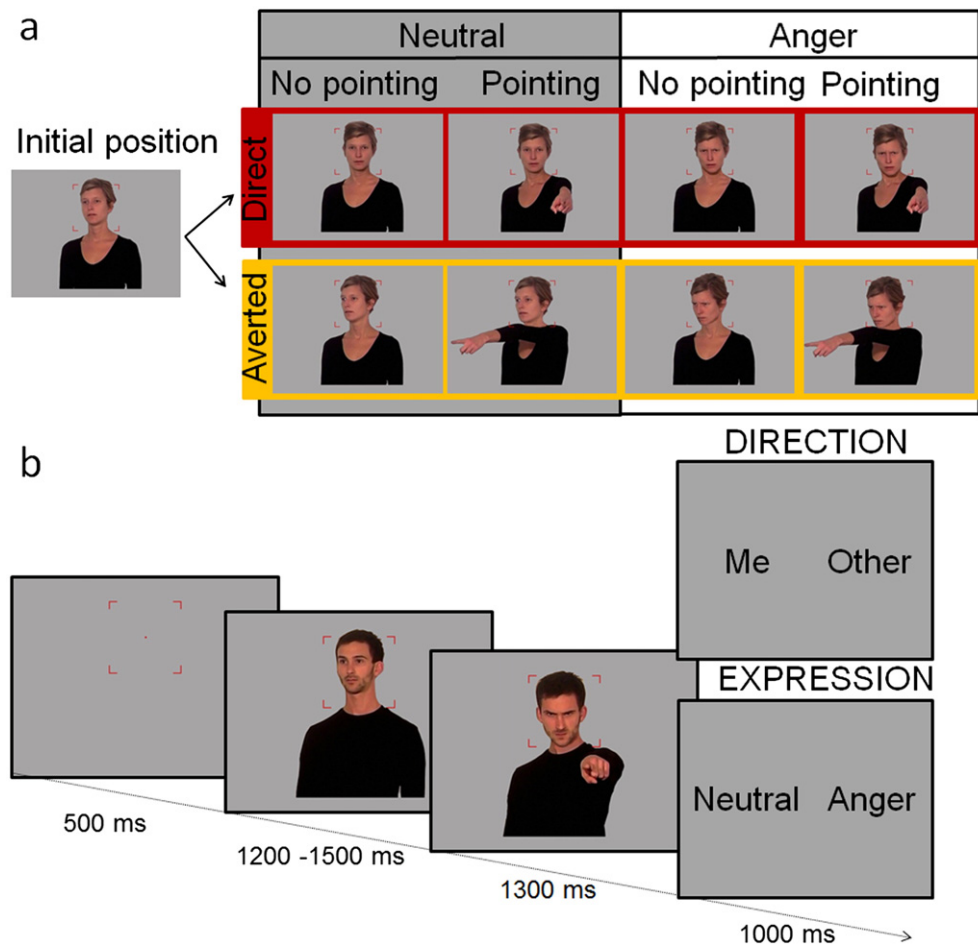 a
Neutral Anger
No pointing Pointing No pointing Pointing
Initial position
Direct
Averted
b
DIRECTION
Me Other
EXPRESSION
Neutral Anger
500 ms
1200 -1500 ms
1300 ms
1000 ms